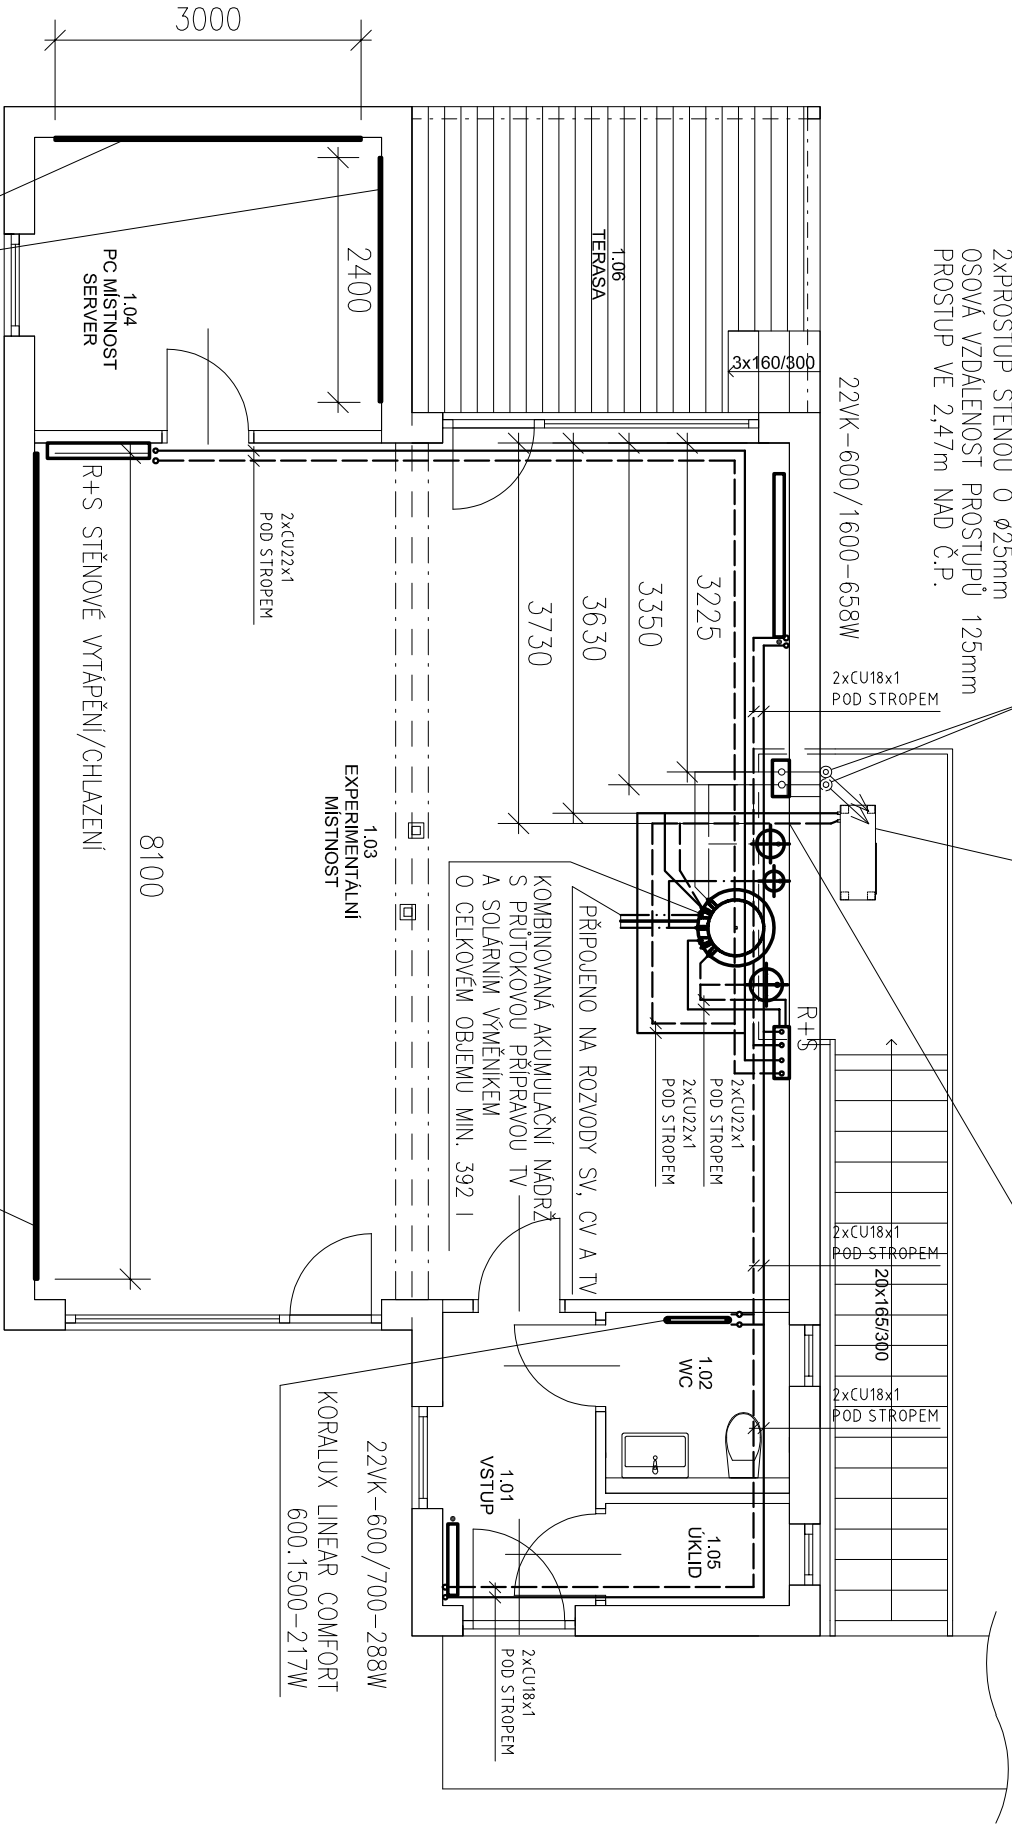 3000
2xPROSTUP STĚNOU O Ø25mm
OSOVÁ VZDÁLENOST PROSTUPŮ 125mm
PROSTUP VE 2,47m NAD Č.P.
22VK-600/1600-658W
3x160/300
1.06
TERASA
2400
1.04
PC MÍSTNOST
SERVER
2xCU18x1
POD STROPEM
3225
3350
3630
3730
2xCU22x1
POD STROPEM
R+S STĚNOVÉ VYTÁPĚNÍ/CHLAZENÍ
8100
1.03
EXPERIMENTÁLNÍ
MÍSTNOST
PŘIPOJENO NA ROZVODY SV, CV A TV
KOMBINOVANÁ AKUMULAČNÍ NÁDRŽ
S PRŮTOKOVOU PŘÍPRAVOU TV
A SOLÁRNÍM VÝMĚNÍKEM
O CELKOVÉM OBJEMU MIN. 392 l
R+S
2xCU22x1
POD STROPEM
2xCU22x1
POD STROPEM
2xCU18x1
POD STROPEM
20x165/300
2xCU18x1
POD STROPEM
1.02
WC
1.01
VSTUP
1.05
ÚKLID
22VK-600/700-288W
KORALUX LINEAR COMFORT
600.1500-217W
2xCU18x1
POD STROPEM